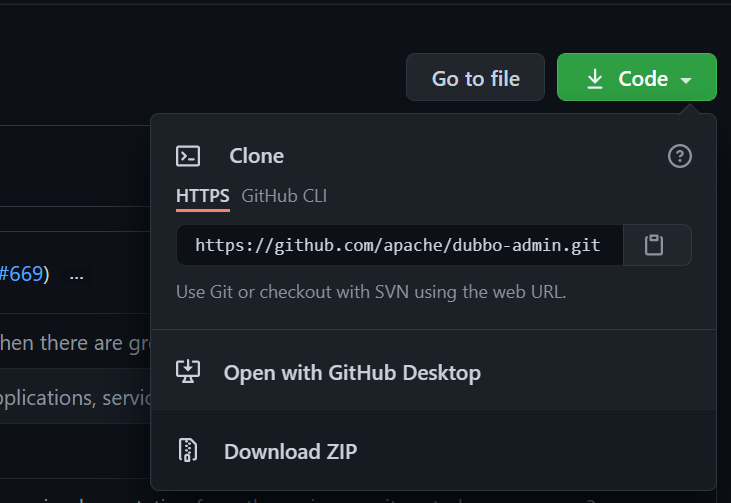 Go to file
Code
Clone
HTTPS GitHub CLI
https://github.com/apache/dubbo-admin.git
#669) ...
Use Git or checkout with SVN using the web URL.
hen there are gr
Open with GitHub Desktop
pplications, servic
Download ZIP